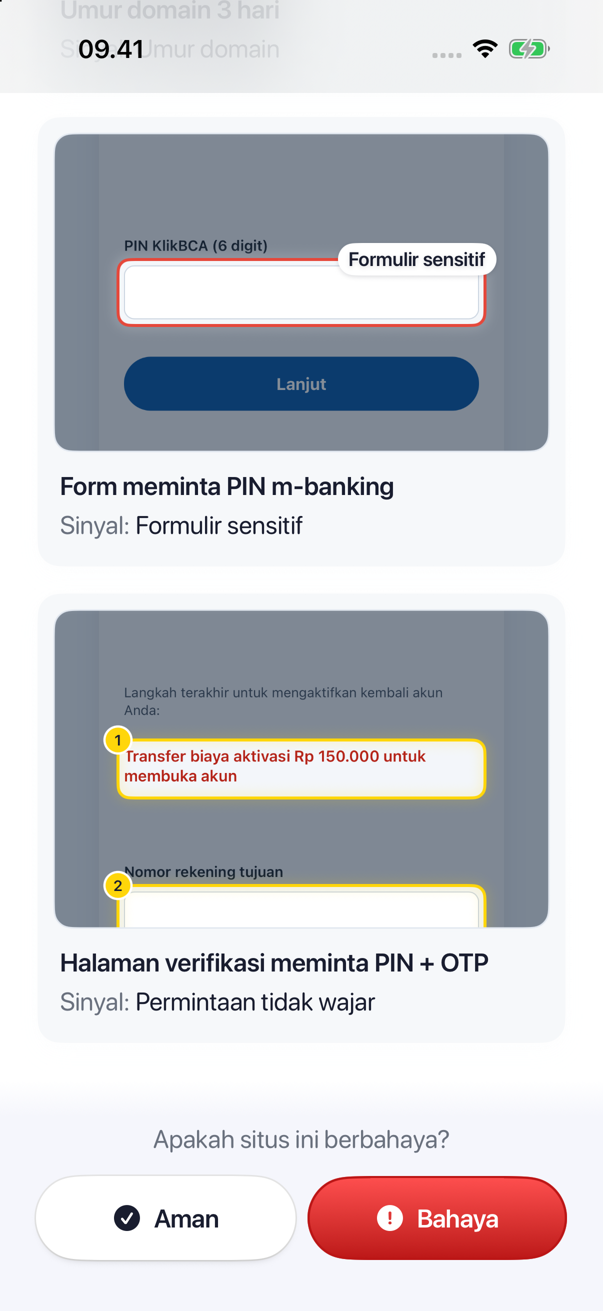 Umur domain 3 hari
09.41
Umur domain
PIN KlikBCA (6 digit)
Formulir sensitif
Lanjut
Form meminta PIN m-banking
Sinyal: Formulir sensitif
Langkah terakhir untuk mengaktifkan kembali akun
Anda:
1
Transfer biaya aktivasi Rp 150.000 untuk
membuka akun
Nomor rekening tujuan
2
Halaman verifikasi meminta PIN + OTP
Sinyal: Permintaan tidak wajar
Apakah situs ini berbahaya?
Aman
Bahaya